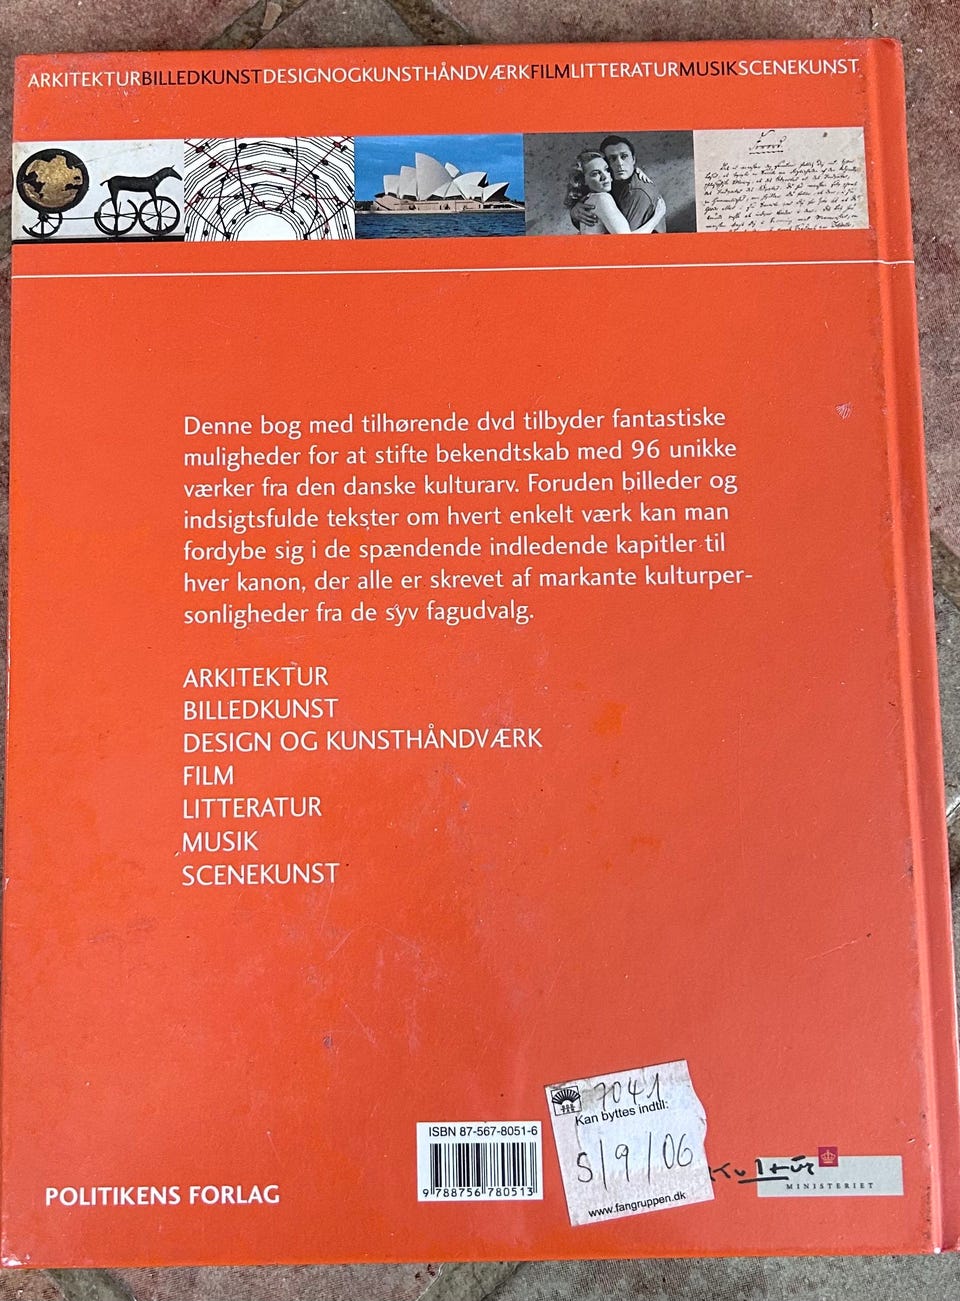 ARKITEKTURBILLEDKUNSTDESIGNOGKUNSTHÅNDVÆRKFILMLITTERATURMUSIKSCENEKUNST
Denne bog med tilhørende dvd tilbyder fantastiske
muligheder for at stifte bekendtskab med 96 unikke
værker fra den danske kulturarv. Foruden billeder og
indsigtsfulde tekster om hvert enkelt værk kan man
fordybe sig i de spændende indledende kapitler til
hver kanon, der alle er skrevet af markante kulturper-
sonligheder fra de syv fagudvalg.
ARKITEKTUR
BILLEDKUNST
DESIGN OG KUNSTHÅNDVÆRK
FILM
LITTERATUR
MUSIK
SCENEKUNST
7041
Kan byttes indtil:
5/9/06
www.fangruppen.dk
ISBN 87-567-8051-6
9 788756 780513
POLITIKENS FORLAG
Kultur
MINISTERIET